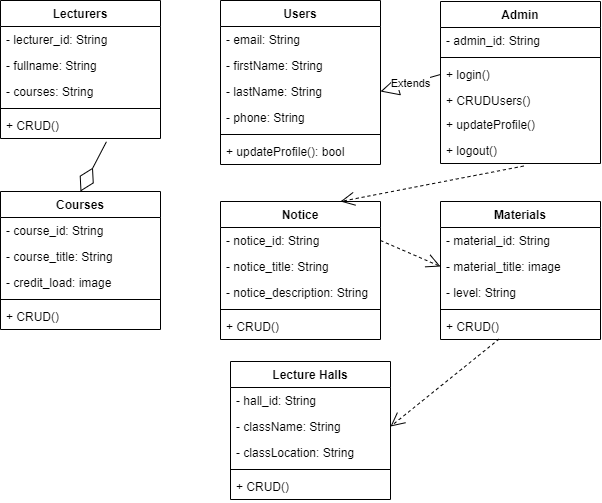 Lecturers
- lecturer_id: String
- fullname: String
- courses: String
+ CRUD()
Users
- email: String
- firstName: String
- lastName: String
- phone: String
+ updateProfile(): bool
Extends
Admin
- admin_id: String
+ login()
+ CRUDUsers()
+ updateProfile()
+ logout()
Courses
- course_id: String
- course_title: String
- credit_load: image
+ CRUD()
Notice
- notice_id: String
- notice_title: String
- notice_description: String
+ CRUD()
Materials
- material_id: String
- material_title: image
- level: String
+ CRUD()
Lecture Halls
- hall_id: String
- className: String
- classLocation: String
+ CRUD()